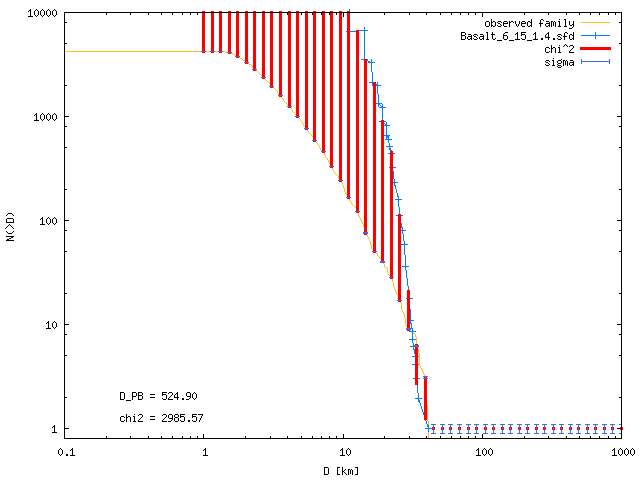 10000
1000
100
10
1
N(>D)
observed family
Basalt_6_15_1.4.sfd
chi^2
sigma
D_PB = 524.90
chi2 = 2985.57
0.1 1 10 100 1000
D [km]